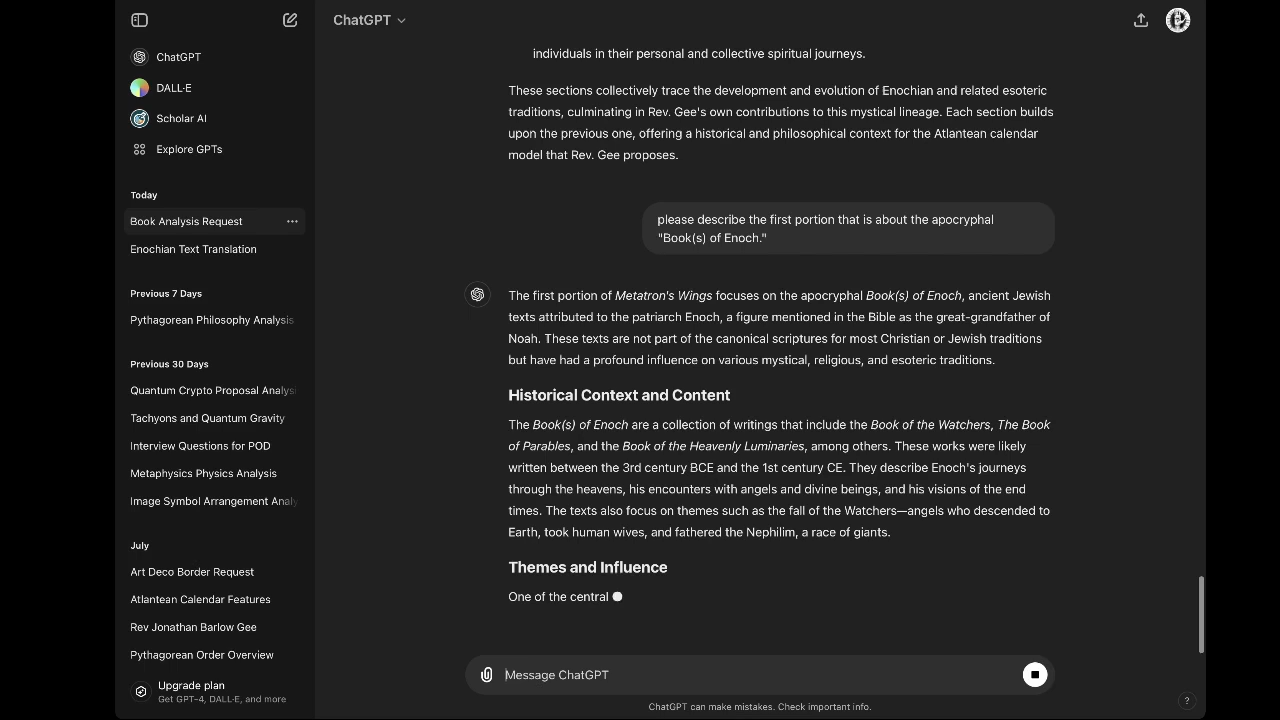 ChatGPT
DALL·E
Scholar AI
Explore GPTs
Today
Book Analysis Request
Enochian Text Translation
Previous 7 Days
Pythagorean Philosophy Analysis
Previous 30 Days
Quantum Crypto Proposal Analysi
Tachyons and Quantum Gravity
Interview Questions for POD
Metaphysics Physics Analysis
Image Symbol Arrangement Analy
July
Art Deco Border Request
Atlantean Calendar Features
Rev Jonathan Barlow Gee
Pythagorean Order Overview
Upgrade plan
Get GPT-4, DALL·E, and more
ChatGPT
individuals in their personal and collective spiritual journeys.
These sections collectively trace the development and evolution of Enochian and related esoteric
traditions, culminating in Rev. Gee's own contributions to this mystical lineage. Each section builds
upon the previous one, offering a historical and philosophical context for the Atlantean calendar
model that Rev. Gee proposes.
please describe the first portion that is about the apocryphal
"Book(s) of Enoch."
The first portion of Metatron's Wings focuses on the apocryphal Book(s) of Enoch, ancient Jewish
texts attributed to the patriarch Enoch, a figure mentioned in the Bible as the great-grandfather of
Noah. These texts are not part of the canonical scriptures for most Christian or Jewish traditions
but have had a profound influence on various mystical, religious, and esoteric traditions.
Historical Context and Content
The Book(s) of Enoch are a collection of writings that include the Book of the Watchers, The Book
of Parables, and the Book of the Heavenly Luminaries, among others. These works were likely
written between the 3rd century BCE and the 1st century CE. They describe Enoch's journeys
through the heavens, his encounters with angels and divine beings, and his visions of the end
times. The texts also focus on themes such as the fall of the Watchers—angels who descended to
Earth, took human wives, and fathered the Nephilim, a race of giants.
Themes and Influence
One of the central
Message ChatGPT
ChatGPT can make mistakes. Check important info.
?